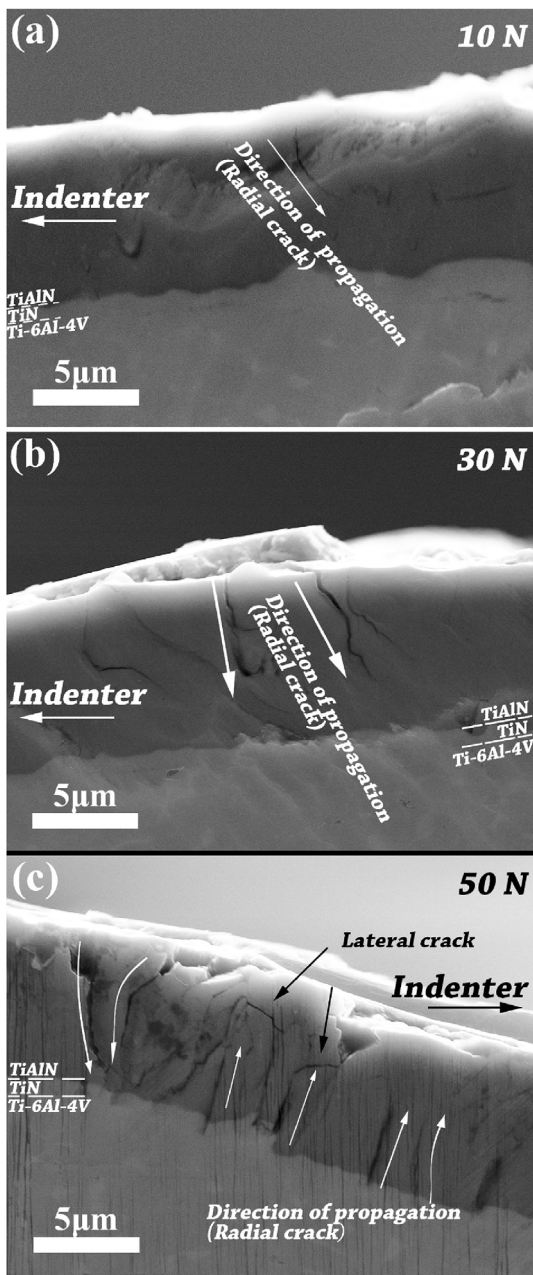 (a)
10 N
Direction of propagation
(Radial crack)
Indenter
TiAlN
TiN
Ti-6Al-4V
5μm
(b)
30 N
Direction of propagation
(Radial crack)
Indenter
TiAlN
TiN
Ti-6Al-4V
5μm
(c)
50 N
Lateral crack
Indenter
TiAlN
TiN
Ti-6Al-4V
Direction of propagation
(Radial crack)
5μm